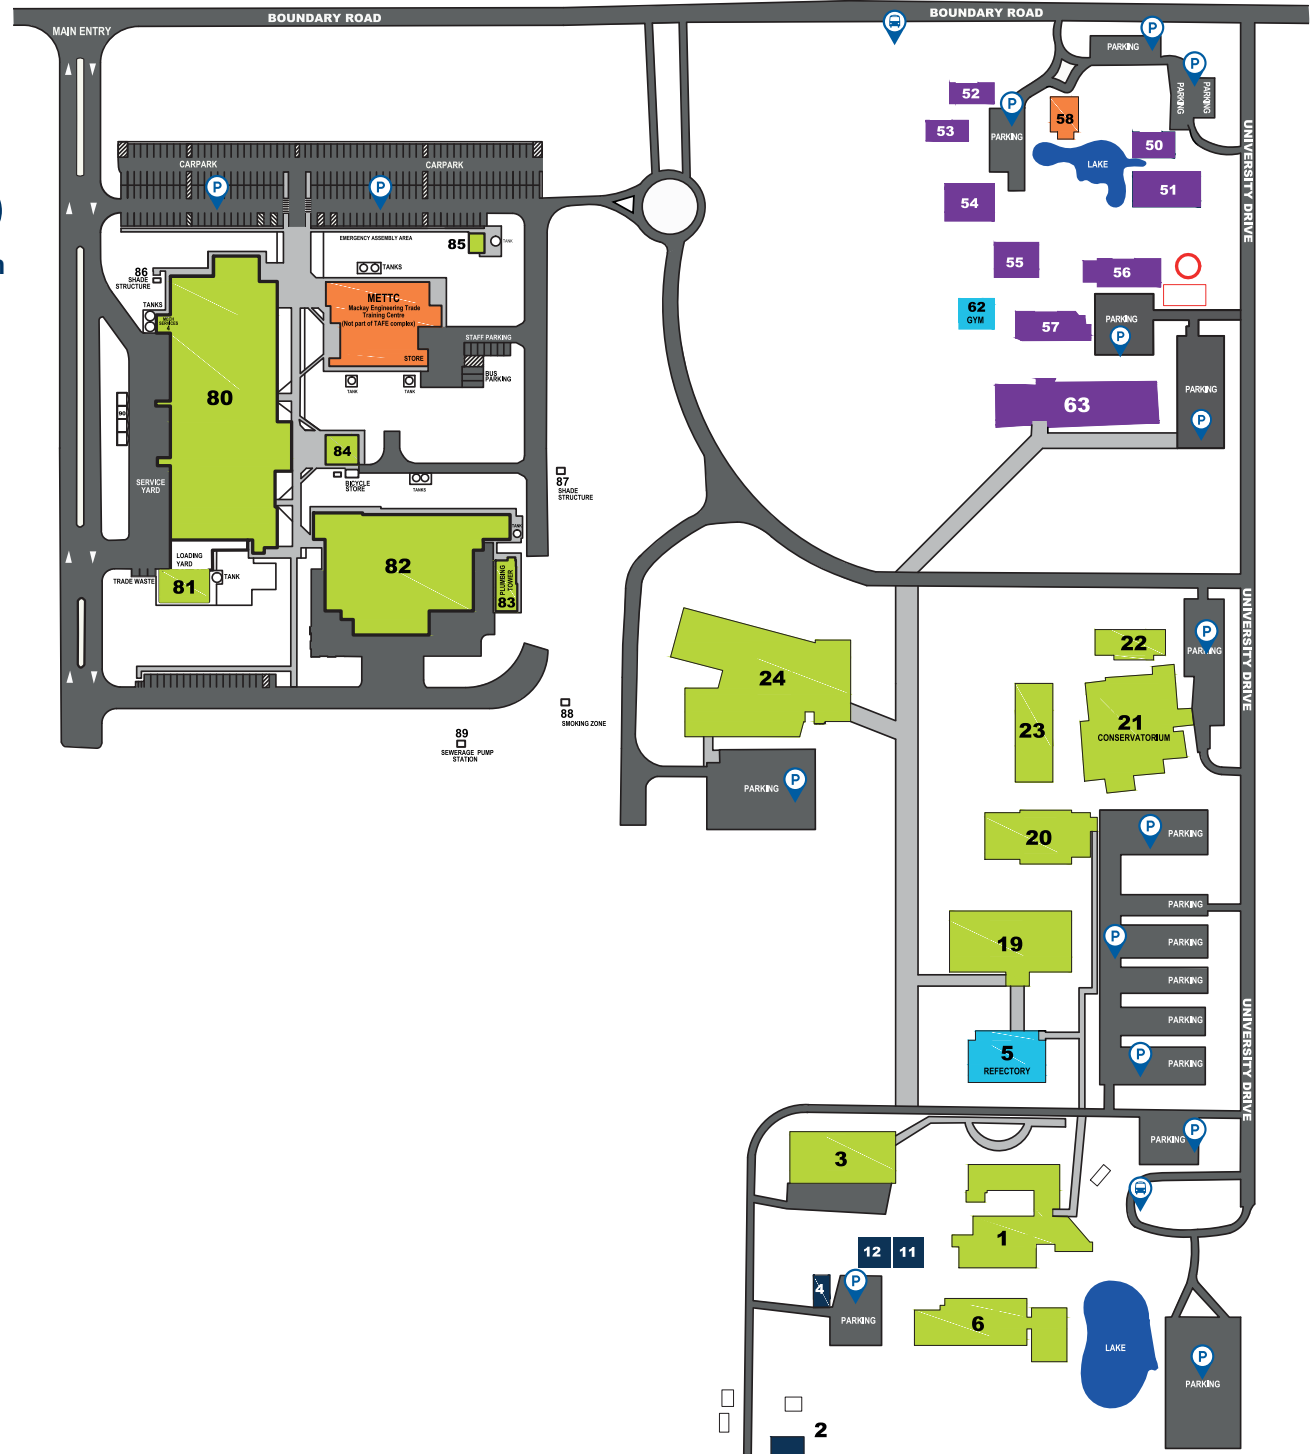 BOUNDARY ROAD
BOUNDARY ROAD
MAIN ENTRY
P
PARKING
P
PARKING
PARKING
52
P
58
53
PARKING
50
LAKE
51
54
UNIVERSITY DRIVE
CARPARK
CARPARK
P
P
EMERGENCY ASSEMBLY AREA
85
TANK
55
56
86
SHADE
STRUCTURE
TANKS
TANKS
METTC
Mackay Engineering Trade
Training Centre
(Not part of TAFE complex)
STORE
STAFF PARKING
BUS
PARKING
TANK
TANK
62
GYM
57
PARKING
P
PARKING
P
63
80
90
84
SERVICE
YARD
BICYCLE
STORE
TANKS
87
SHADE
STRUCTURE
TANK
LOADING
YARD
TRADE WASTE
81
TANK
82
PLUMBING
TOWER
83
88
SMOKING ZONE
89
SEWERAGE PUMP
STATION
24
PARKING
P
22
P
PARKING
UNIVERSITY DRIVE
21
CONSERVATORIUM
23
20
P
PARKING
PARKING
19
P
PARKING
PARKING
PARKING
P
PARKING
UNIVERSITY DRIVE
5
REFECTORY
PARKING
P
3
1
12
11
4
P
PARKING
6
LAKE
P
PARKING
2